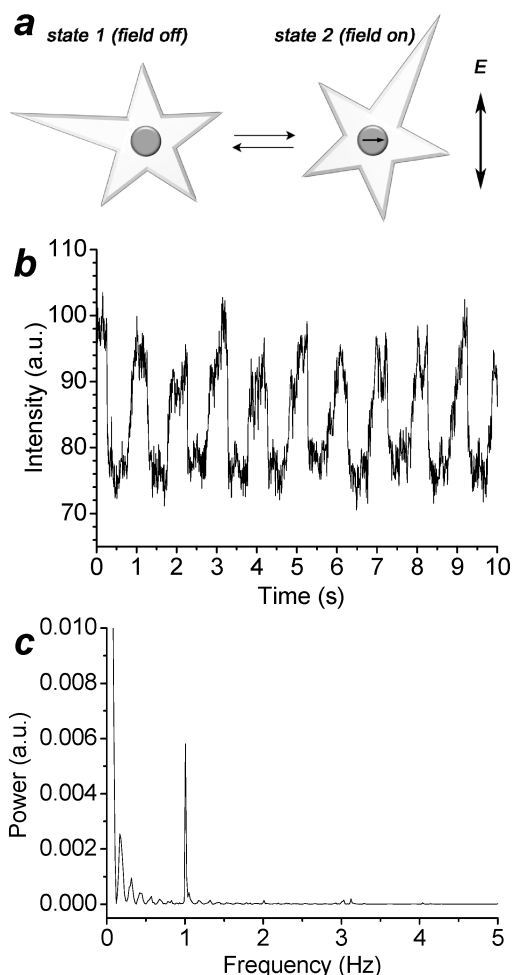 a
state 1 (field off) state 2 (field on)
E
b
110
100
90
80
70
Intensity (a.u.)
0 1 2 3 4 5 6 7 8 9 10
Time (s)
c
0.010
0.008
0.006
0.004
0.002
0.000
Power (a.u.)
0 1 2 3 4 5
Frequency (Hz)